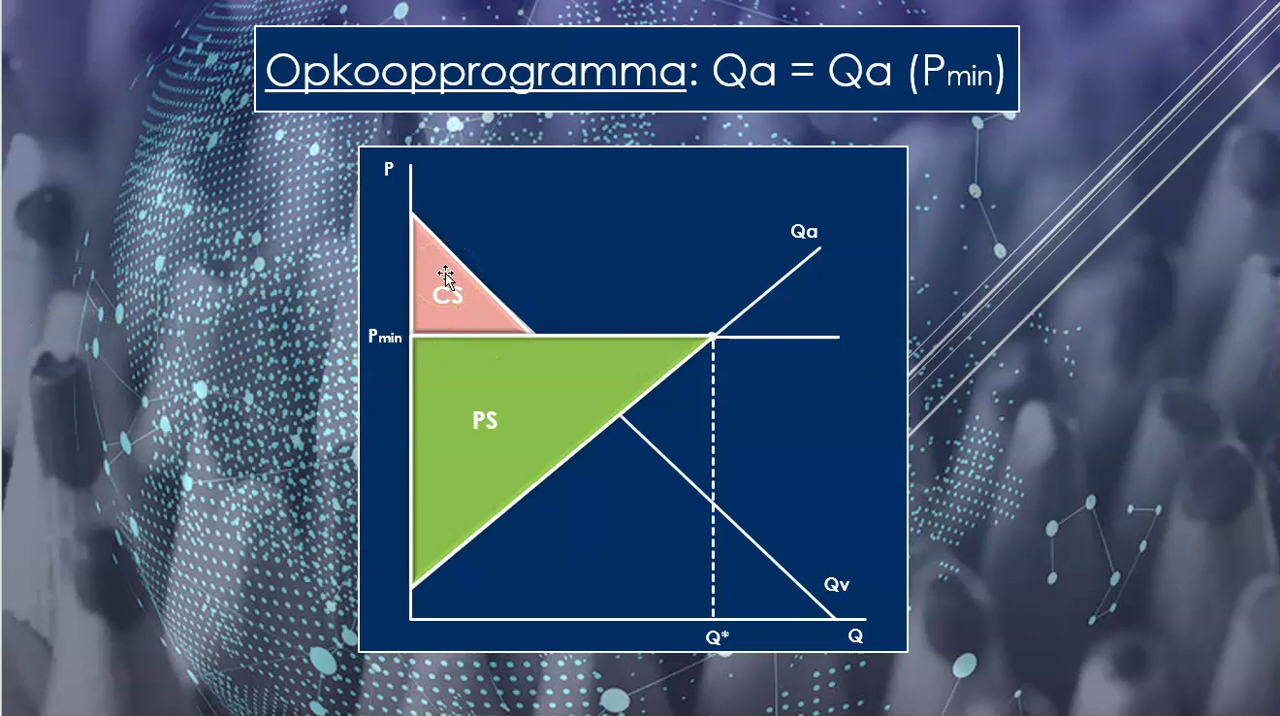 Opkoopprogramma: Qa = Qa (Pmin)
P
Qa
CS
Pmin
PS
Qv
Q*
Q